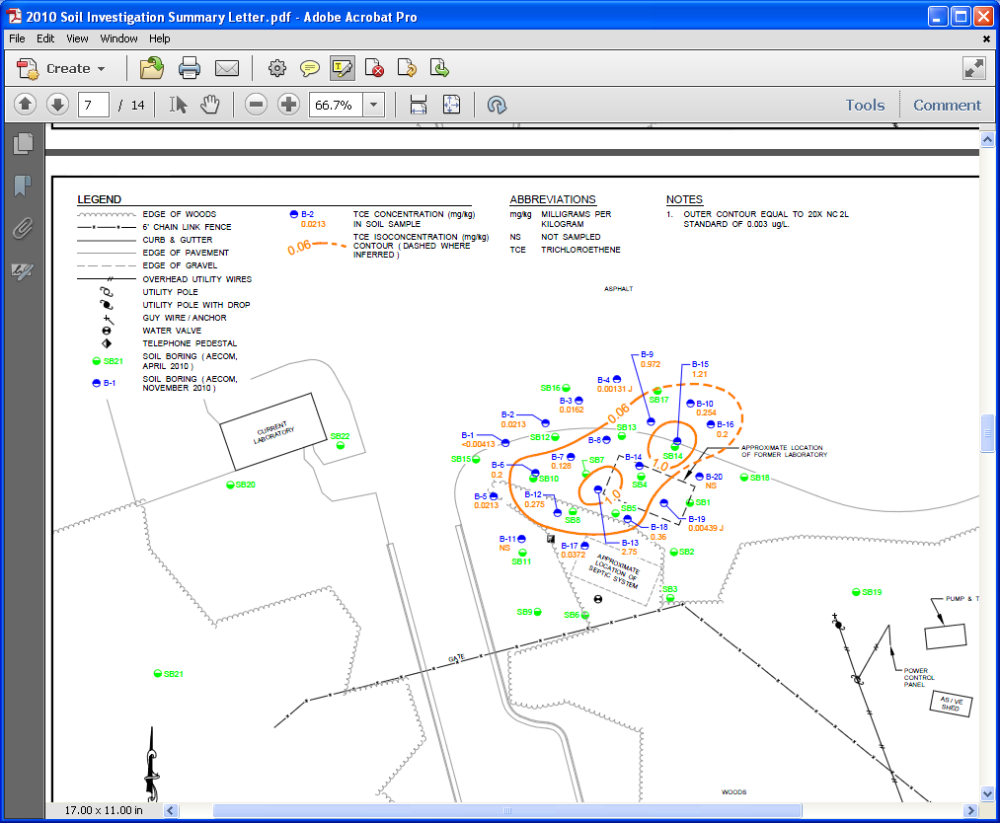 2010 Soil Investigation Summary Letter.pdf - Adobe Acrobat Pro
File Edit View Window Help
Create
7 / 14 66.7% Tools Comment
LEGEND
EDGE OF WOODS
6' CHAIN LINK FENCE
CURB & GUTTER
EDGE OF PAVEMENT
EDGE OF GRAVEL
OVERHEAD UTILITY WIRES
UTILITY POLE
UTILITY POLE WITH DROP
GUY WIRE / ANCHOR
WATER VALVE
TELEPHONE PEDESTAL
SB21 SOIL BORING (AECOM,
APRIL 2010)
B-1 SOIL BORING (AECOM,
NOVEMBER 2010)
B-2 TCE CONCENTRATION (mg/kg)
0.0213 IN SOIL SAMPLE
0.06 TCE ISOCONCENTRATION (mg/kg)
CONTOUR (DASHED WHERE
INFERRED)
ABBREVIATIONS
mg/kg MILLIGRAMS PER
KILOGRAM
NS NOT SAMPLED
TCE TRICHLOROETHENE
NOTES
1. OUTER CONTOUR EQUAL TO 20X NC 2L
STANDARD OF 0.003 ug/L.
ASPHALT
B-9
0.972
B-15
1.21
B-4
0.00131 J
SB16
SB17
B-3
0.0162
B-10
0.254
0.06
B-2
0.0213
B-16
0.2
SB13
B-1
<0.00413
SB12
B-8
CURRENT
LABORATORY
SB22
APPROXIMATE LOCATION
OF FORMER LABORATORY
SB15
B-7
0.128
SB7
B-14
SB14
1.0
B-6
0.2
SB10
SB4
B-20
NS
SB18
SB20
B-5
0.0213
B-12
0.275
1.0
SB1
SB8
SB5
B-19
0.00439 J
B-18
0.36
B-11
NS
B-17
0.0372
B-13
2.75
SB11
SB2
APPROXIMATE
LOCATION OF
SEPTIC SYSTEM
SB3
SB19
PUMP & T
SB9
SB6
GATE
SB21
POWER
CONTROL
PANEL
AS / VE
SHED
WOODS
17.00 x 11.00 in